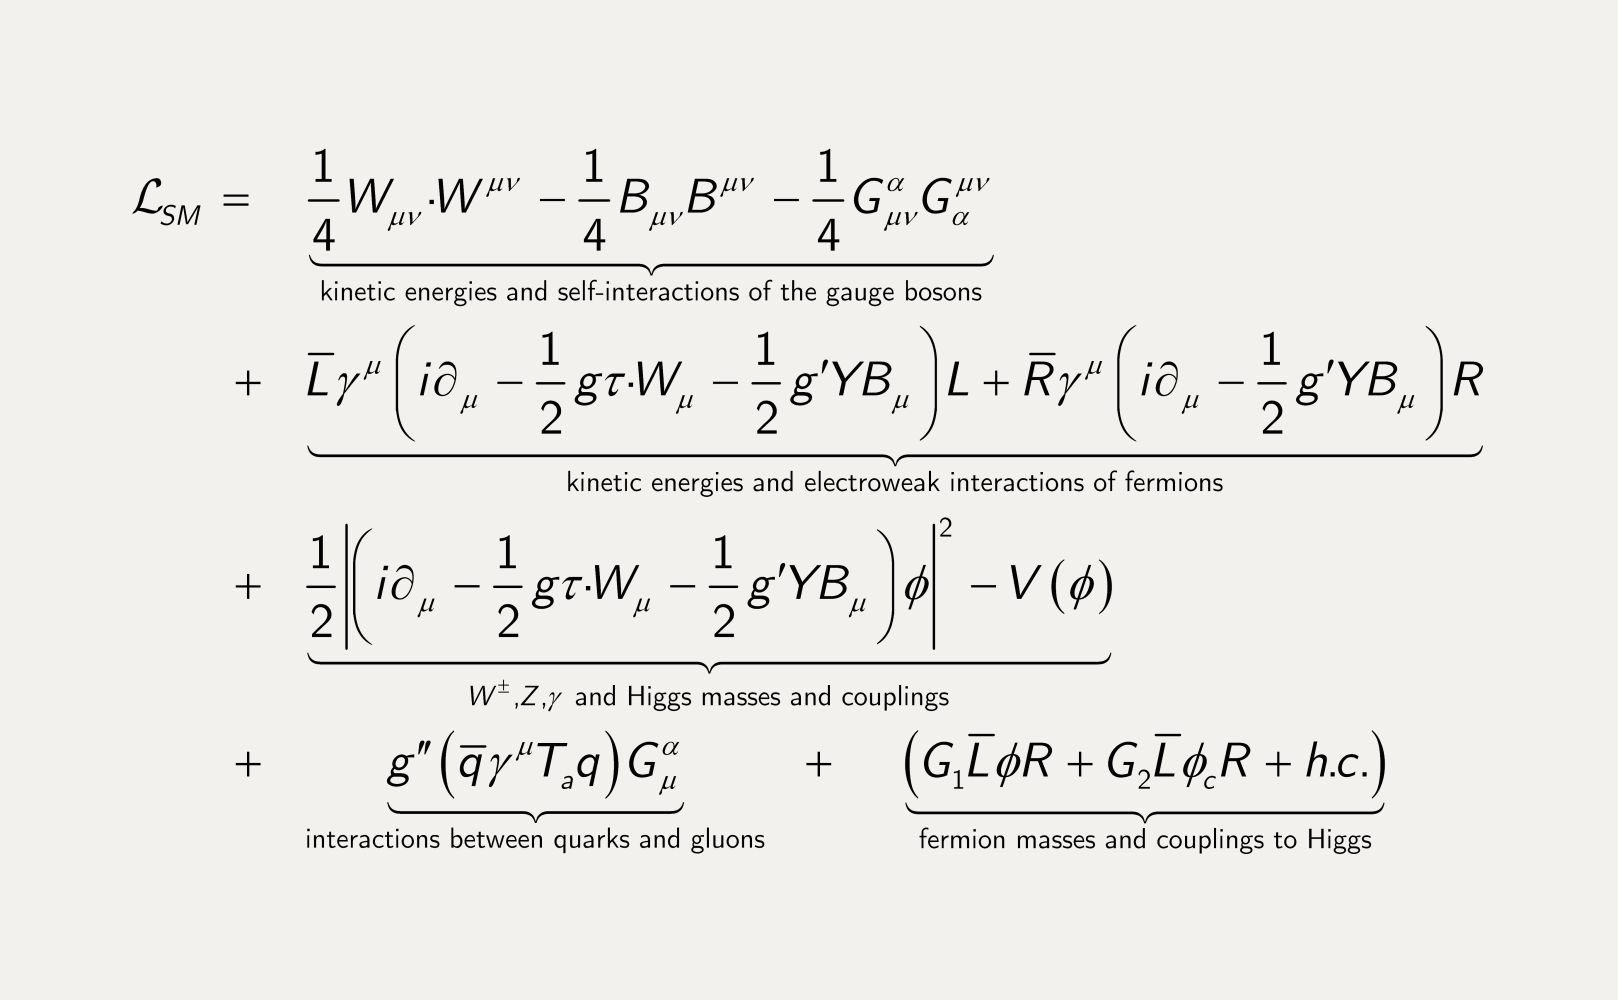 ℒ_SM = 1/4 W_μν·W^μν − 1/4 B_μν B^μν − 1/4 G^α_μν G^μν_α
kinetic energies and self-interactions of the gauge bosons
+ L̅γ^μ (i∂_μ − 1/2 gτ·W_μ − 1/2 g′YB_μ) L + R̅γ^μ (i∂_μ − 1/2 g′YB_μ) R
kinetic energies and electroweak interactions of fermions
+ 1/2 |(i∂_μ − 1/2 gτ·W_μ − 1/2 g′YB_μ) ϕ|^2 − V(ϕ)
W^±,Z,γ and Higgs masses and couplings
+ g″(q̅γ^μ T_a q) G^α_μ + (G_1 L̅ϕR + G_2 L̅ϕ_c R + h.c.)
interactions between quarks and gluons fermion masses and couplings to Higgs